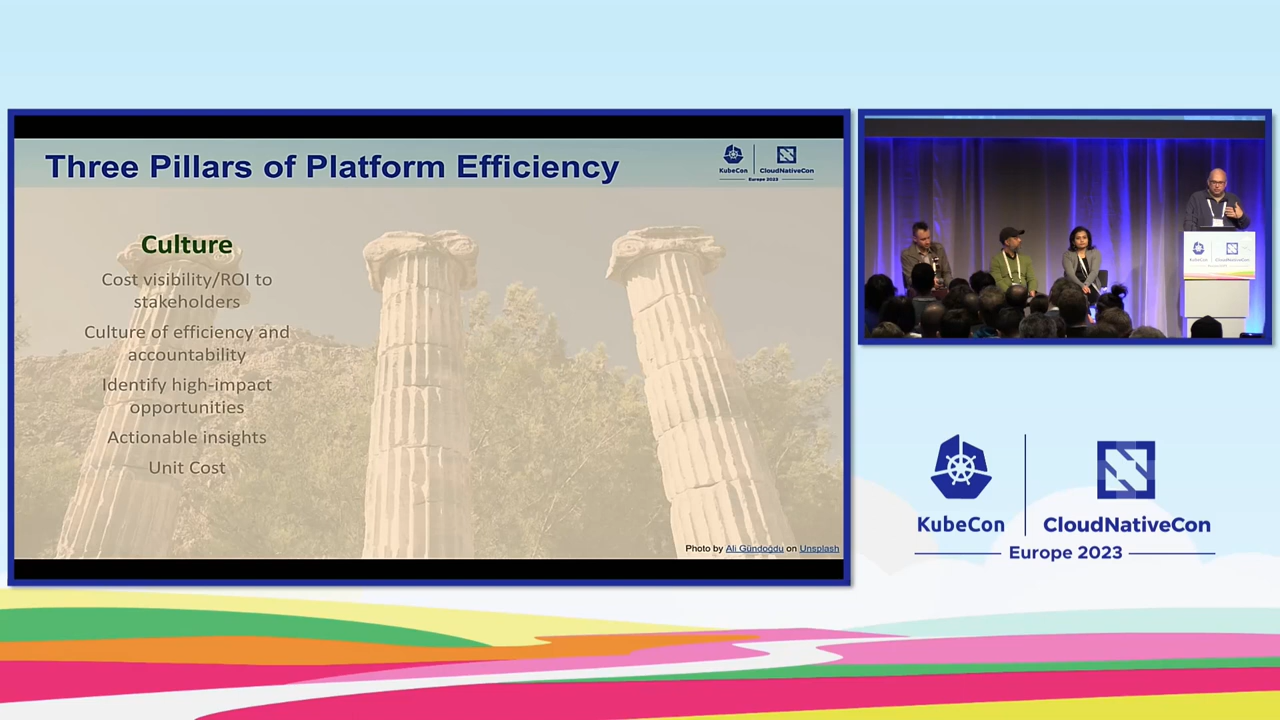 Three Pillars of Platform Efficiency
KubeCon
CloudNativeCon
Europe 2023
Culture
Cost visibility/ROI to
stakeholders
Culture of efficiency and
accountability
Identify high-impact
opportunities
Actionable insights
Unit Cost
Photo by Ali Gündoğdu on Unsplash
KubeCon
CloudNativeCon
KubeCon
CloudNativeCon
Europe 2023